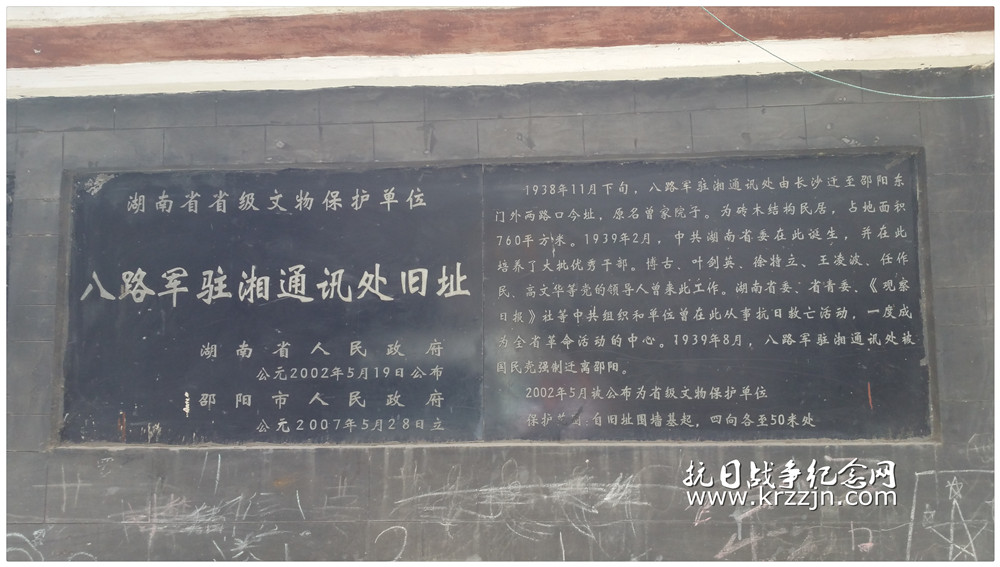 湖南省省级文物保护单位
八路军驻湘通讯处旧址
湖南省人民政府
公元2002年5月19日公布
邵阳市人民政府
公元2007年5月28日立
1938年11月下旬，八路军驻湘通讯处由长沙迁至邵阳东
门外两路口今址，原名曾家院子。为砖木结构民居，占地面积
760平方米。1939年2月，中共湖南省委在此诞生，并在此
培养了大批优秀干部。博古、叶剑英、徐特立、王凌波、任作
民、高文华等党的领导人曾来此工作。湖南省委、省青委、《观察
日报》社等中共组织和单位曾在此从事抗日救亡活动，一度成
为全省革命活动的中心。1939年8月，八路军驻湘通讯处被
国民党强制迁离邵阳。
2002年5月被公布为省级文物保护单位
保护 自旧址围墙基起，四向各至50米处
抗日战争纪念网
www.krzzjn.com